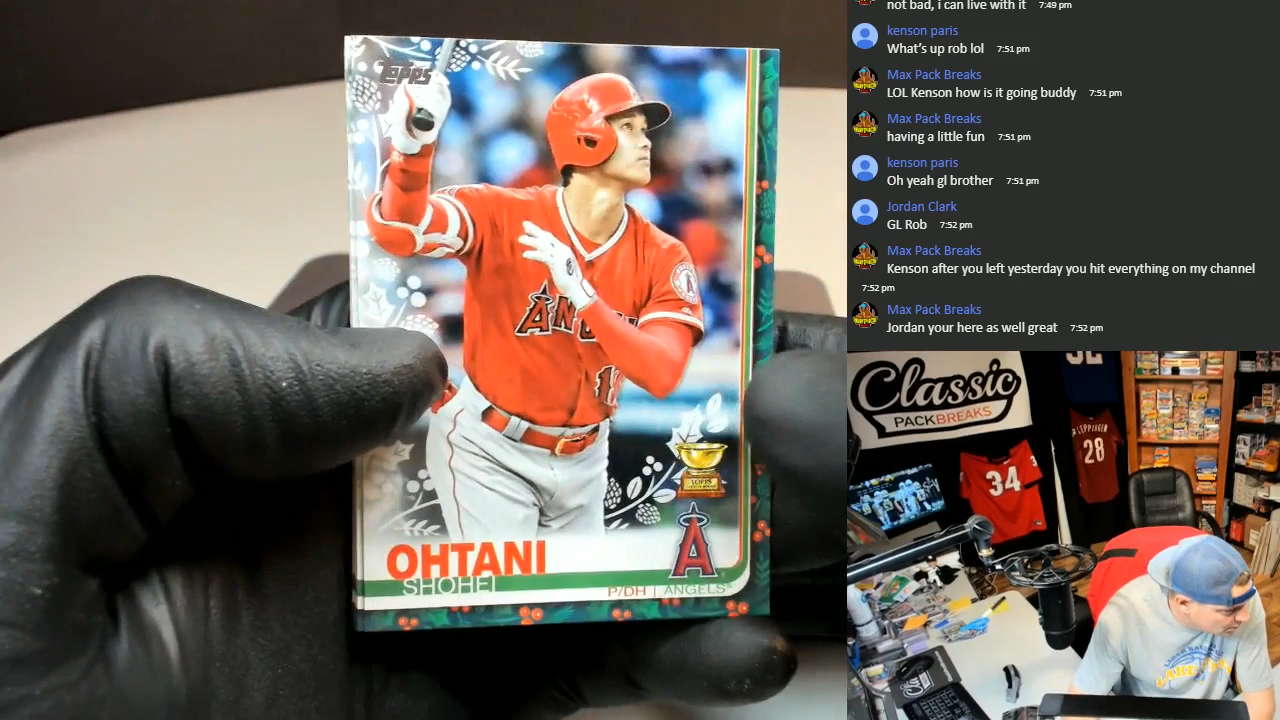 not bad, i can live with it 7:49 pm
kenson paris
What's up rob lol 7:51 pm
Max Pack Breaks
LOL Kenson how is it going buddy 7:51 pm
Max Pack Breaks
having a little fun 7:51 pm
kenson paris
Oh yeah gl brother 7:51 pm
Jordan Clark
GL Rob 7:52 pm
Max Pack Breaks
Kenson after you left yesterday you hit everything on my channel
7:52 pm
Max Pack Breaks
Jordan your here as well great 7:52 pm
Topps
OHTANI
SHOHEI
P/DH | ANGELS
Classic
PACKBREAKS
34
28